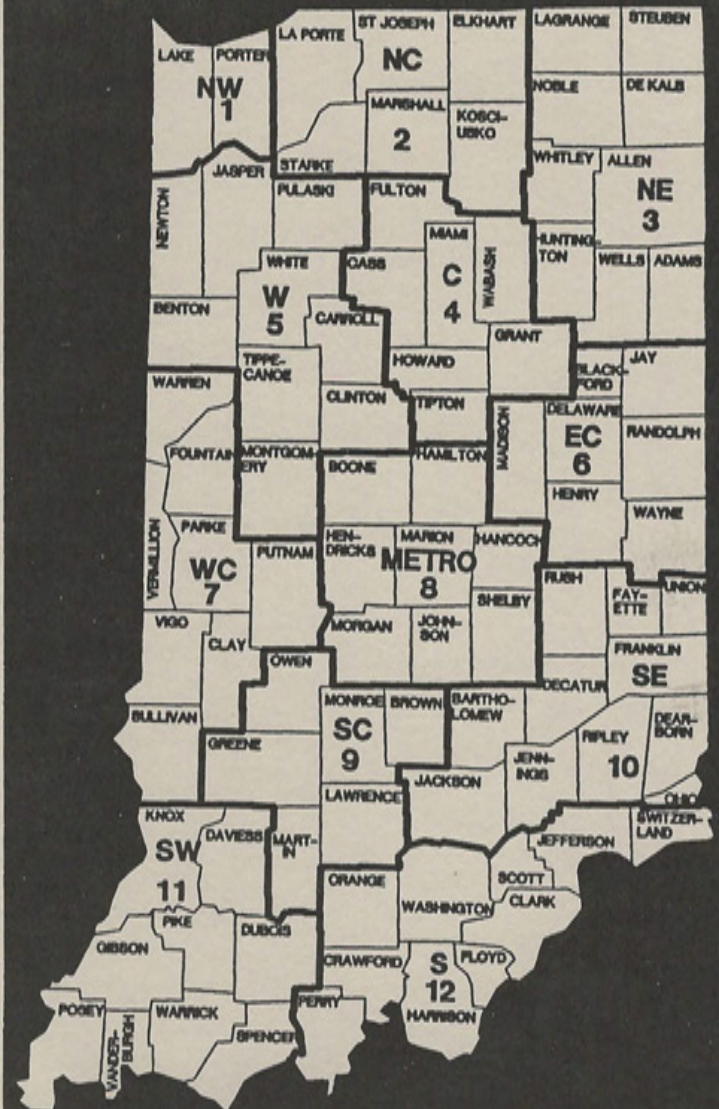 LAKE
PORTER
NW
1
LA PORTE
ST JOSEPH
NC
ELKHART
LAGRANGE
STEUBEN
MARSHALL
2
KOSCI-
USKO
NOBLE
DE KALB
STARKE
WHITLEY
ALLEN
NE
3
NEWTON
JASPER
PULASKI
FULTON
MIAMI
C
4
WABASH
HUNTING-
TON
WELLS
ADAMS
WHITE
W
5
CASS
BENTON
CARROLL
GRANT
TIPPE-
CANOE
HOWARD
BLACK-
FORD
JAY
WARREN
CLINTON
TIPTON
MADISON
DELAWARE
EC
6
RANDOLPH
FOUNTAIN
MONTGOM-
ERY
BOONE
HAMILTON
HENRY
WAYNE
VERMILLION
PARKE
WC
7
PUTNAM
HEN-
DRICKS
MARION
METRO
8
HANCOCK
RUSH
FAY-
ETTE
UNION
SHELBY
VIGO
CLAY
MORGAN
JOHN-
SON
OWEN
FRANKLIN
SE
DECATUR
SULLIVAN
GREENE
MONROE
SC
9
BROWN
BARTHO-
LOMEW
JENN-
INGS
RIPLEY
10
DEAR-
BORN
LAWRENCE
JACKSON
OHIO
KNOX
SW
11
DAVIESS
MART-
IN
JEFFERSON
SWITZER-
LAND
ORANGE
WASHINGTON
SCOTT
CLARK
PIKE
GIBSON
DUBOIS
CRAWFORD
S
12
FLOYD
HARRISON
POSEY
VANDER-
BURGH
WARRICK
SPENCER
PERRY